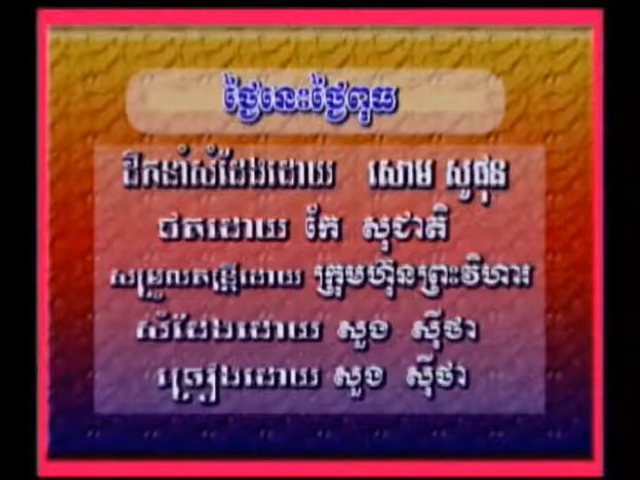 ថ្ងៃនេះថ្ងៃពុធ
ដឹកនាំសំដែងដោយ សោម សូផុន
ថតដោយ កែ សុជាតិ
សម្រួលតន្ត្រីដោយ ក្រុមហ៊ុនព្រះវិហារ
សំដែងដោយ សួង ស៊ីថា
ច្រៀងដោយ សួង ស៊ីថា